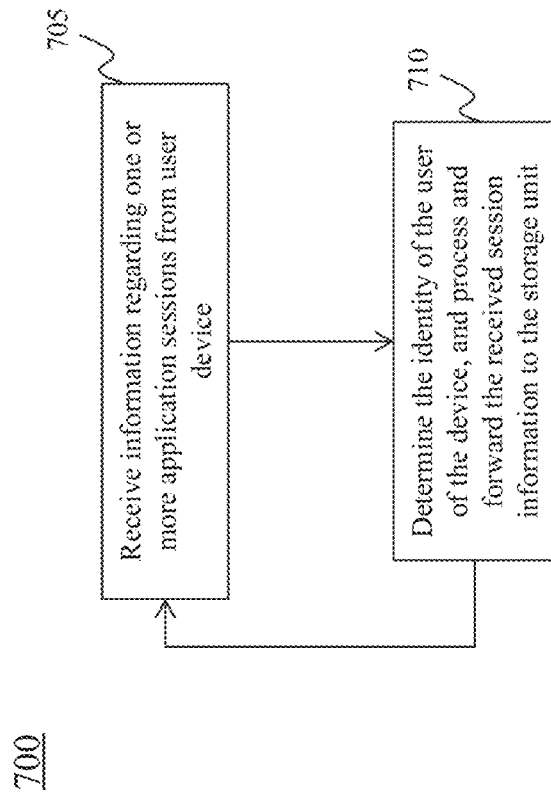 700
705
Receive information regarding one or
more application sessions from user
device
710
Determine the identity of the user
of the device, and process and
forward the received session
information to the storage unit